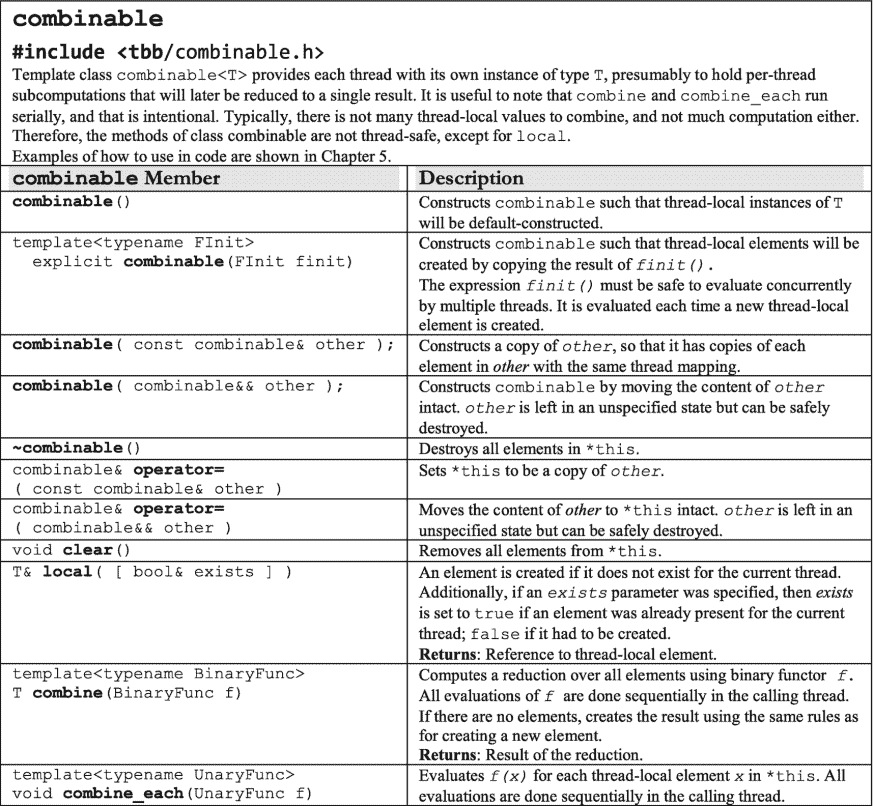 combinable
#include <tbb/combinable.h>
Template class combinable<T> provides each thread with its own instance of type T, presumably to hold per-thread
subcomputations that will later be reduced to a single result. It is useful to note that combine and combine_each run
serially, and that is intentional. Typically, there is not many thread-local values to combine, and not much computation either.
Therefore, the methods of class combinable are not thread-safe, except for local.
Examples of how to use in code are shown in Chapter 5.
combinable Member
Description
combinable()
Constructs combinable such that thread-local instances of T
will be default-constructed.
template<typename FInit>
explicit combinable(FInit finit)
Constructs combinable such that thread-local elements will be
created by copying the result of finit().
The expression finit() must be safe to evaluate concurrently
by multiple threads. It is evaluated each time a new thread-local
element is created.
combinable( const combinable& other );
Constructs a copy of other, so that it has copies of each
element in other with the same thread mapping.
combinable( combinable&& other );
Constructs combinable by moving the content of other
intact. other is left in an unspecified state but can be safely
destroyed.
~combinable()
Destroys all elements in *this.
combinable& operator=
( const combinable& other )
Sets *this to be a copy of other.
combinable& operator=
( combinable&& other )
Moves the content of other to *this intact. other is left in an
unspecified state but can be safely destroyed.
void clear()
Removes all elements from *this.
T& local( [ bool& exists ] )
An element is created if it does not exist for the current thread.
Additionally, if an exists parameter was specified, then exists
is set to true if an element was already present for the current
thread; false if it had to be created.
Returns: Reference to thread-local element.
template<typename BinaryFunc>
T combine(BinaryFunc f)
Computes a reduction over all elements using binary functor f.
All evaluations of f are done sequentially in the calling thread.
If there are no elements, creates the result using the same rules as
for creating a new element.
Returns: Result of the reduction.
template<typename UnaryFunc>
void combine_each(UnaryFunc f)
Evaluates f(x) for each thread-local element x in *this. All
evaluations are done sequentially in the calling thread.